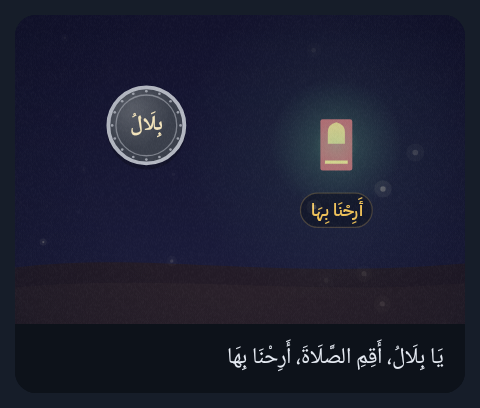 بِلَالُ
أَرِحْنَا بِهَا
يَا بِلَالُ، أَقِمِ الصَّلَاةَ، أَرِحْنَا بِهَا